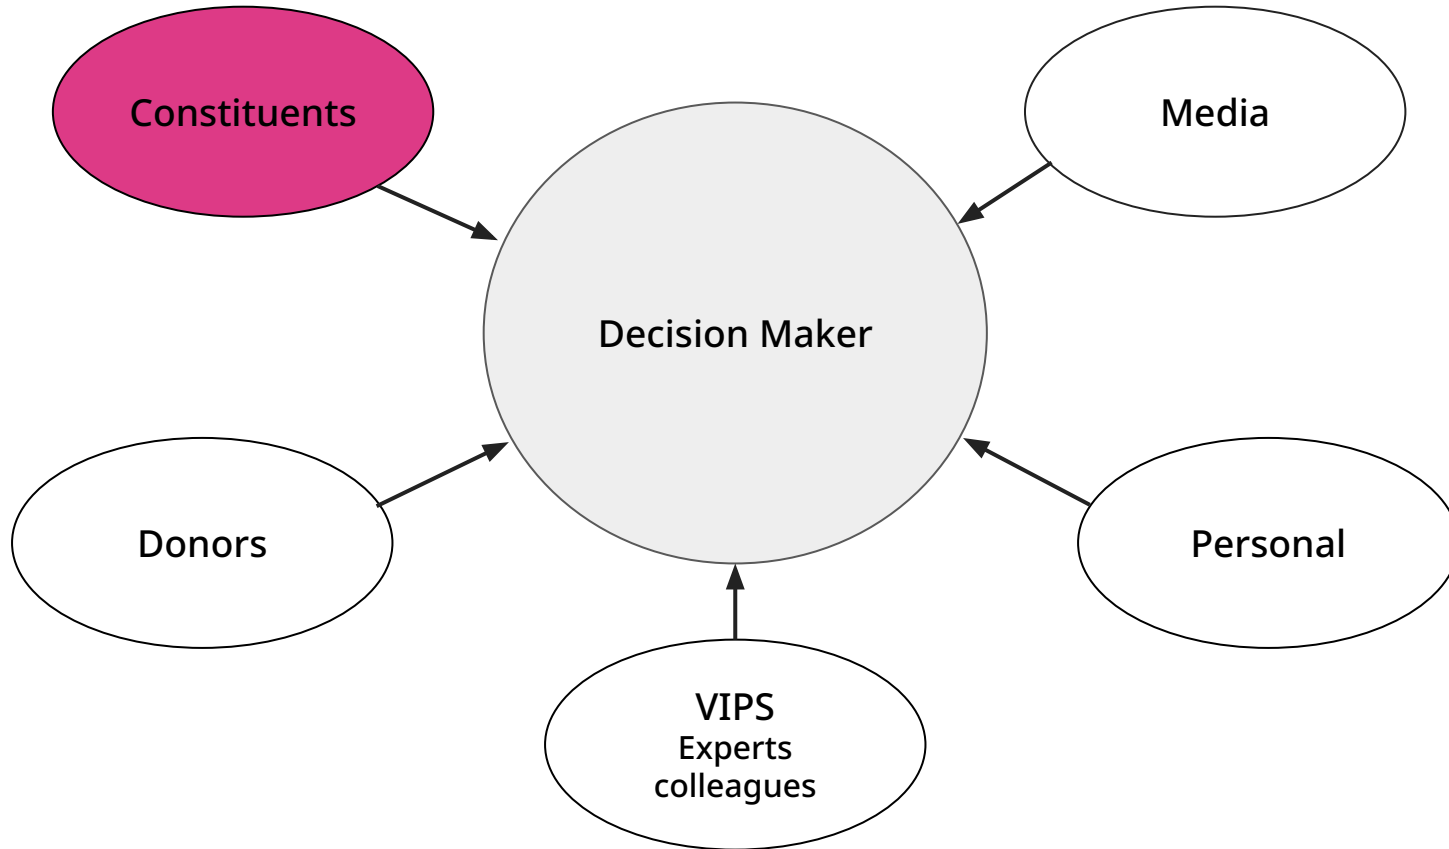 Constituents
Media
Decision Maker
Donors
Personal
VIPS
Experts
colleagues